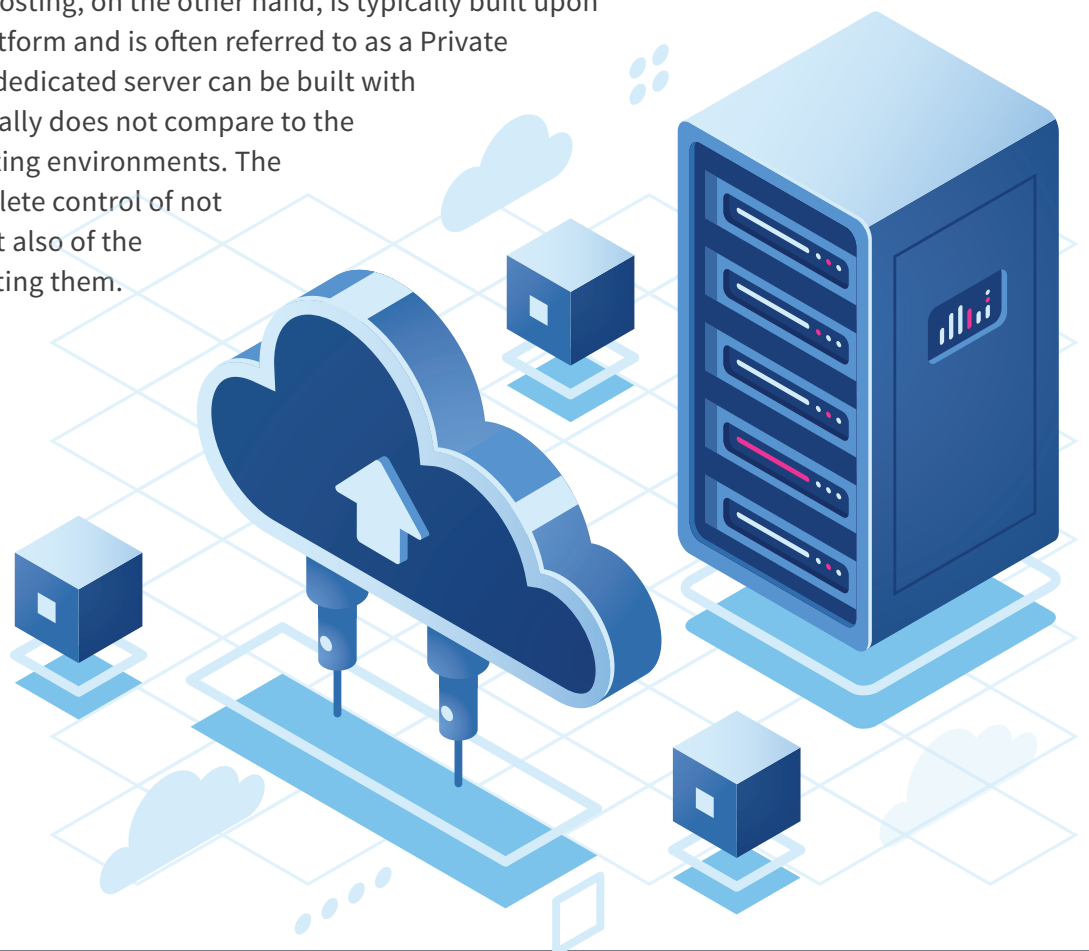 osting, on the other hand, is typically built upon
tform and is often referred to as a Private
dedicated server can be built with
ally does not compare to the
ting environments. The
lete control of not
t also of the
ting them.